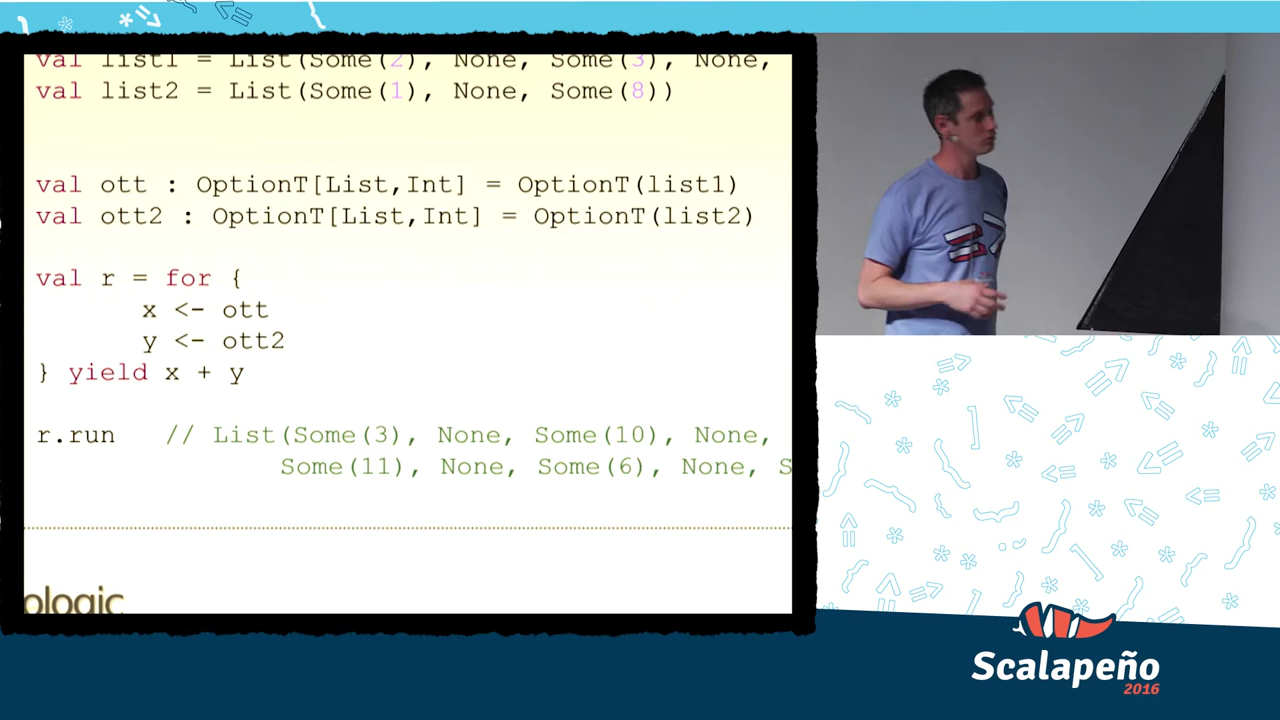 val list1 = List(Some(2), None, Some(3), None,
val list2 = List(Some(1), None, Some(8))
val ott : OptionT[List,Int] = OptionT(list1)
val ott2 : OptionT[List,Int] = OptionT(list2)
val r = for {
x <- ott
y <- ott2
} yield x + y
r.run // List(Some(3), None, Some(10), None,
Some(11), None, Some(6), None, S
ologic
Scalapeño
2016